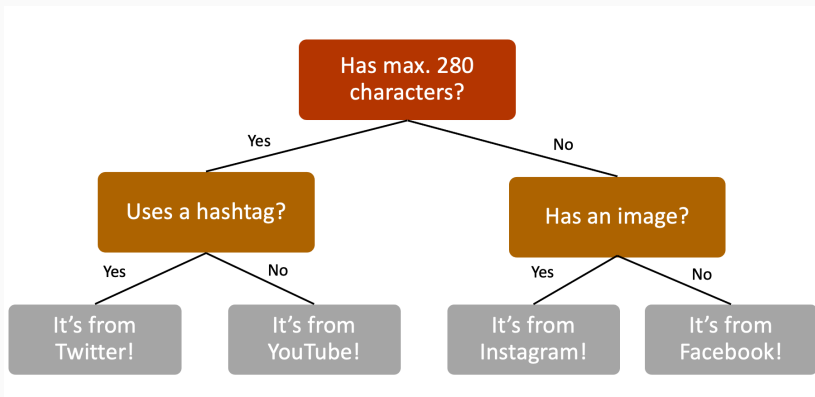 Has max. 280
characters?
Yes
No
Uses a hashtag?
Has an image?
Yes
No
Yes
No
It's from
Twitter!
It's from
YouTube!
It's from
Instagram!
It's from
Facebook!